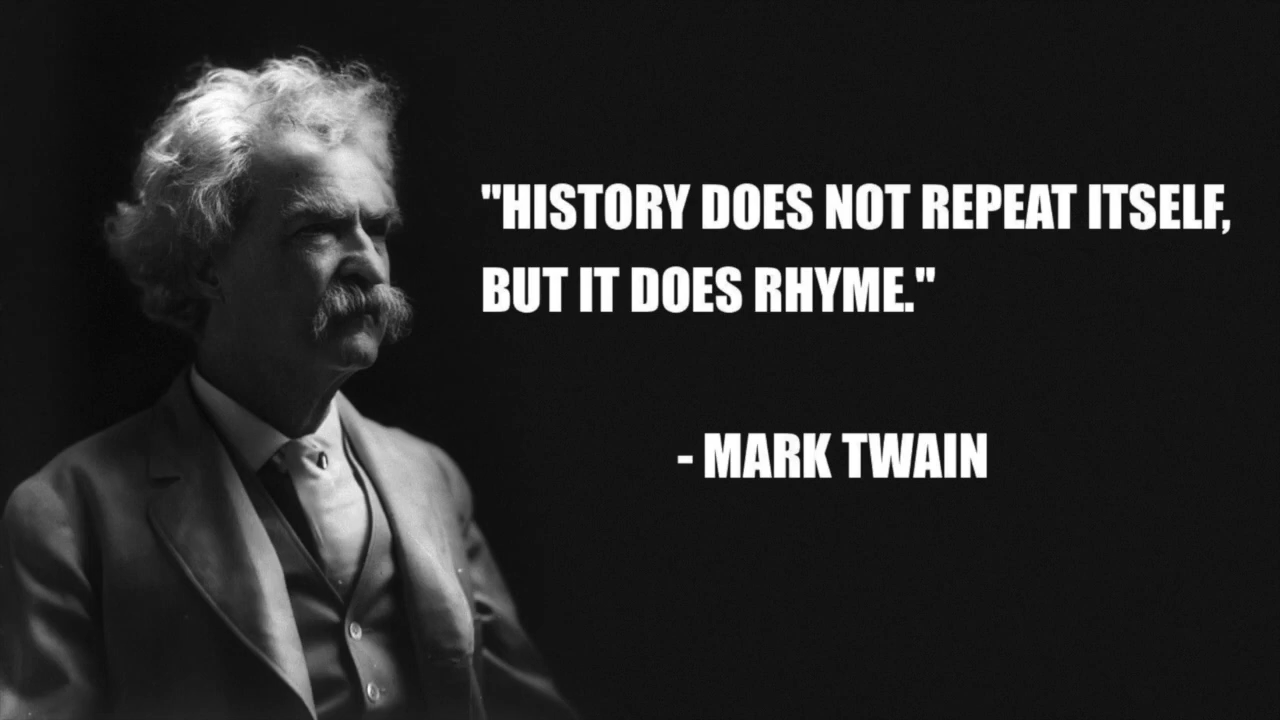 "HISTORY DOES NOT REPEAT ITSELF,
BUT IT DOES RHYME."
- MARK TWAIN